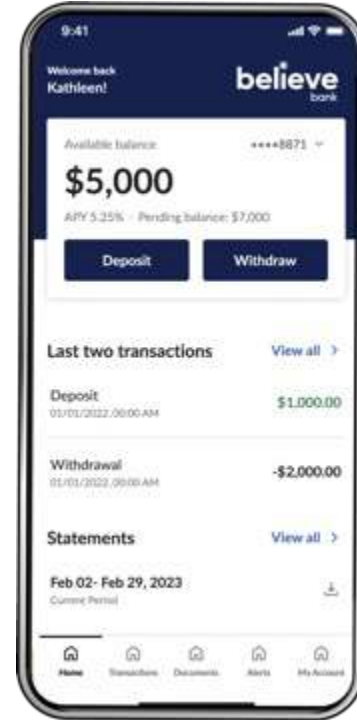 9:41
Welcome back
Kathleen!
believe
bank
Available balance
****8871
$5,000
APY 5.25% · Pending balance: $7,000
Deposit
Withdraw
Last two transactions
View all >
Deposit
$1,000.00
01/01/2022, 00:00 AM
Withdrawal
-$2,000.00
01/01/2022, 00:00 AM
Statements
View all >
Feb 02- Feb 29, 2023
Current Period
Home
Transactions
Documents
Alerts
My Account